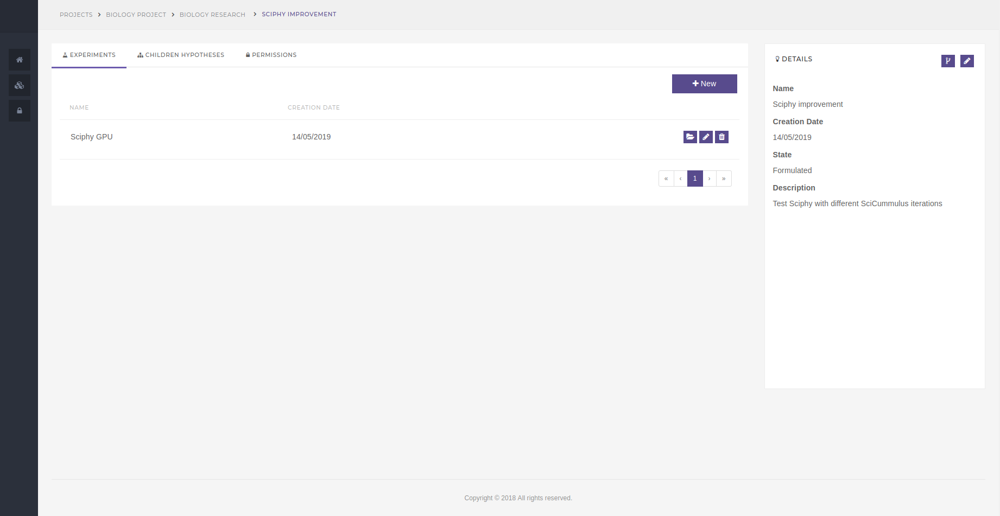 PROJECTS > BIOLOGY PROJECT > BIOLOGY RESEARCH > SCIPHY IMPROVEMENT
EXPERIMENTS CHILDREN HYPOTHESES PERMISSIONS
New
NAME CREATION DATE
Sciphy GPU 14/05/2019
« ‹ 1 › »
DETAILS
Name
Sciphy improvement
Creation Date
14/05/2019
State
Formulated
Description
Test Sciphy with different SciCummulus iterations
Copyright © 2018 All rights reserved.